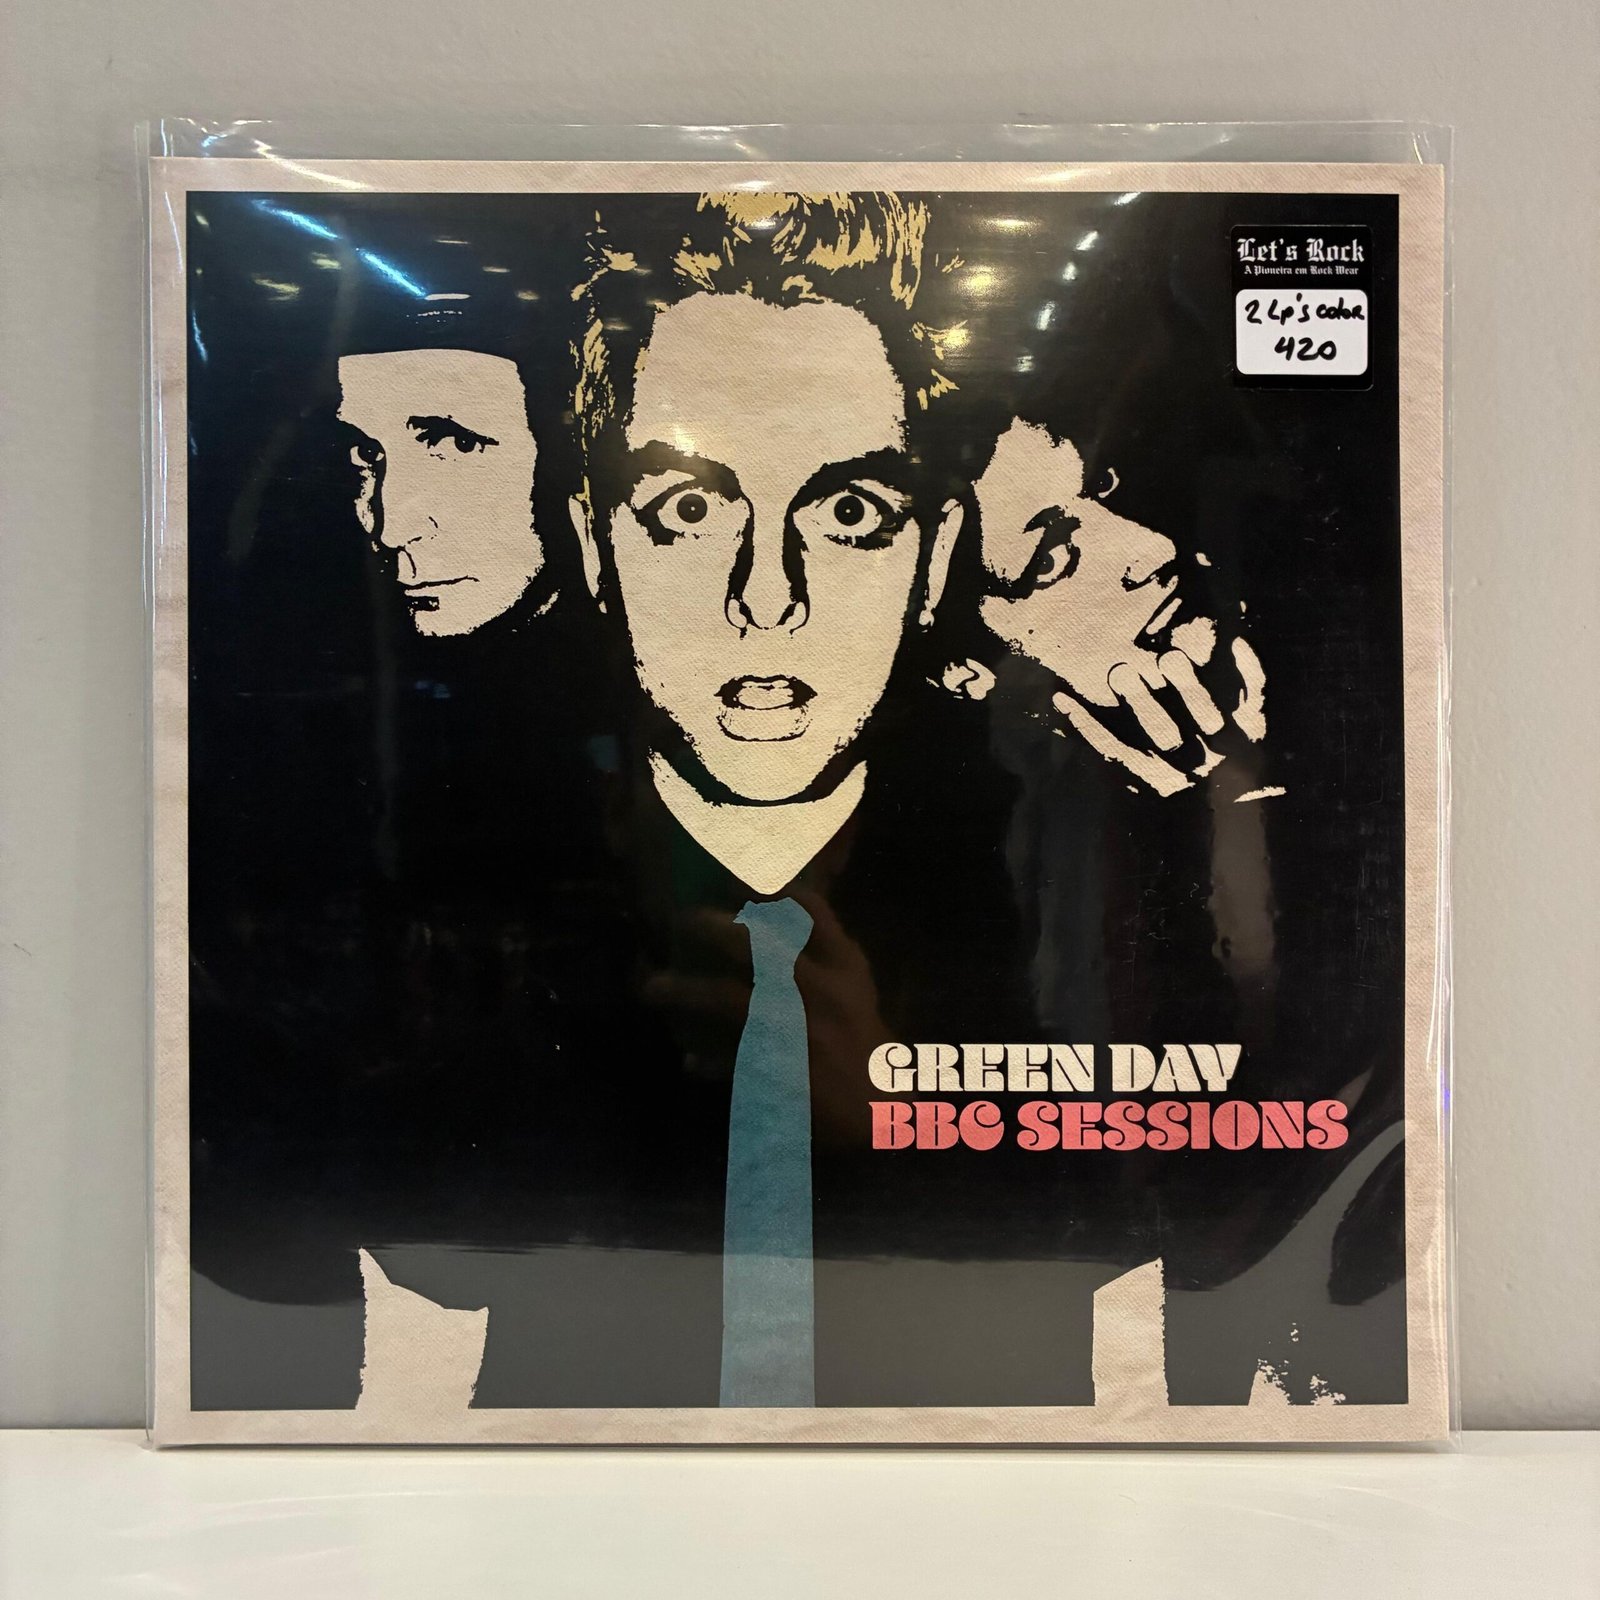 Let's Rock
A Pioneira em Rock Wear
2 Lp's color
420
GREEN DAY
BBC SESSIONS